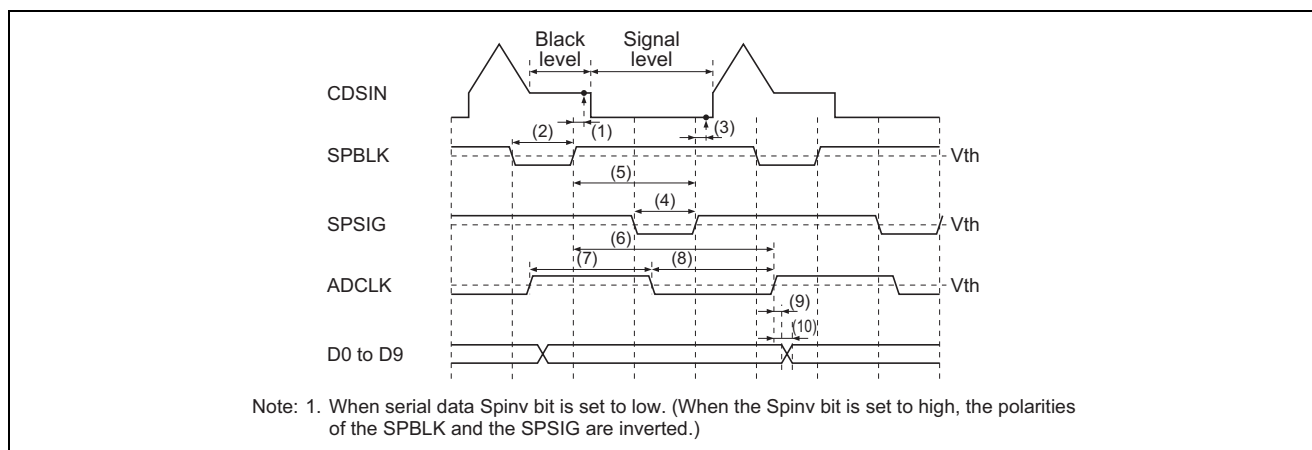 Black level
Signal level
CDSIN
(1)
(3)
(2)
SPBLK
Vth
(5)
(4)
SPSIG
Vth
(6)
(7)
(8)
ADCLK
Vth
(9)
(10)
D0 to D9
Note: 1. When serial data Spinv bit is set to low. (When the Spinv bit is set to high, the polarities
of the SPBLK and the SPSIG are inverted.)